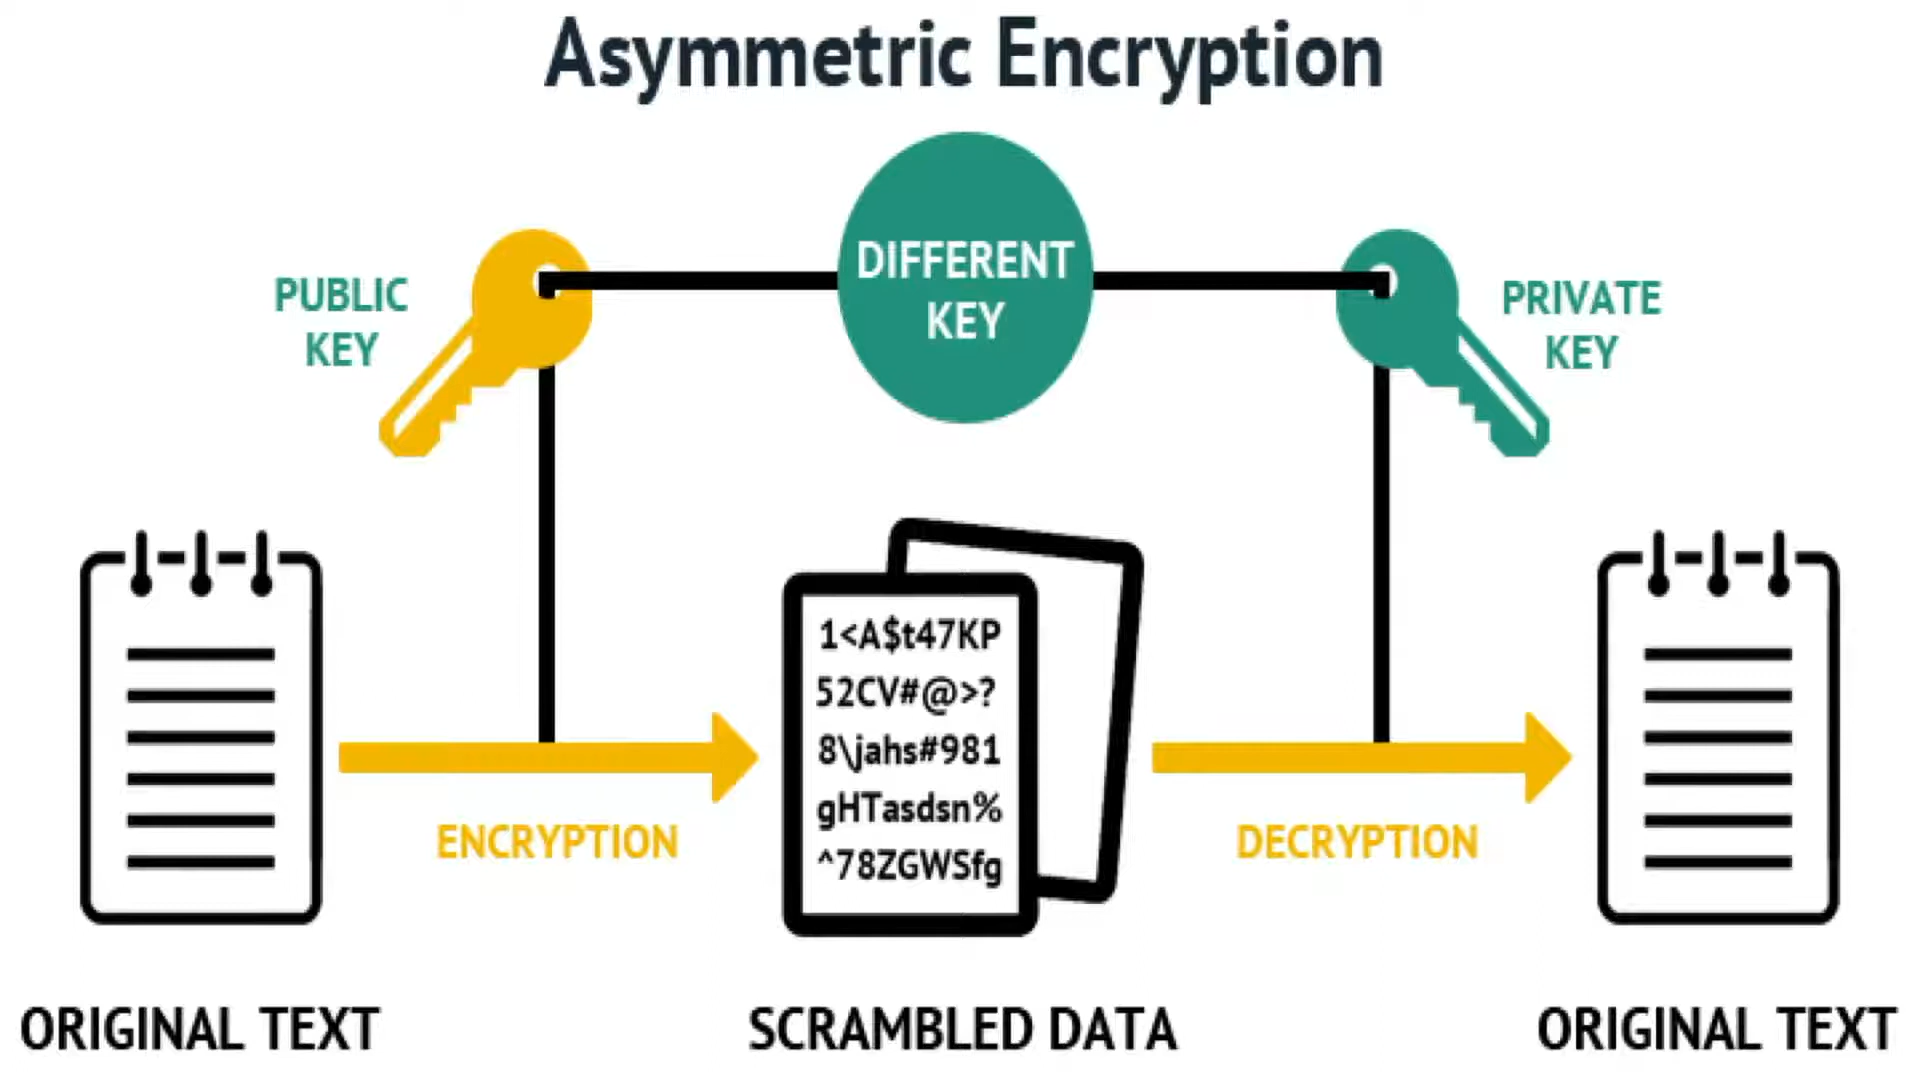 Asymmetric Encryption
DIFFERENT
KEY
PUBLIC
KEY
PRIVATE
KEY
1<A$t47KP
52CV#@>?
8\jahs#981
gHTasdsn%
^78ZGWSfg
ENCRYPTION
DECRYPTION
ORIGINAL TEXT
SCRAMBLED DATA
ORIGINAL TEXT